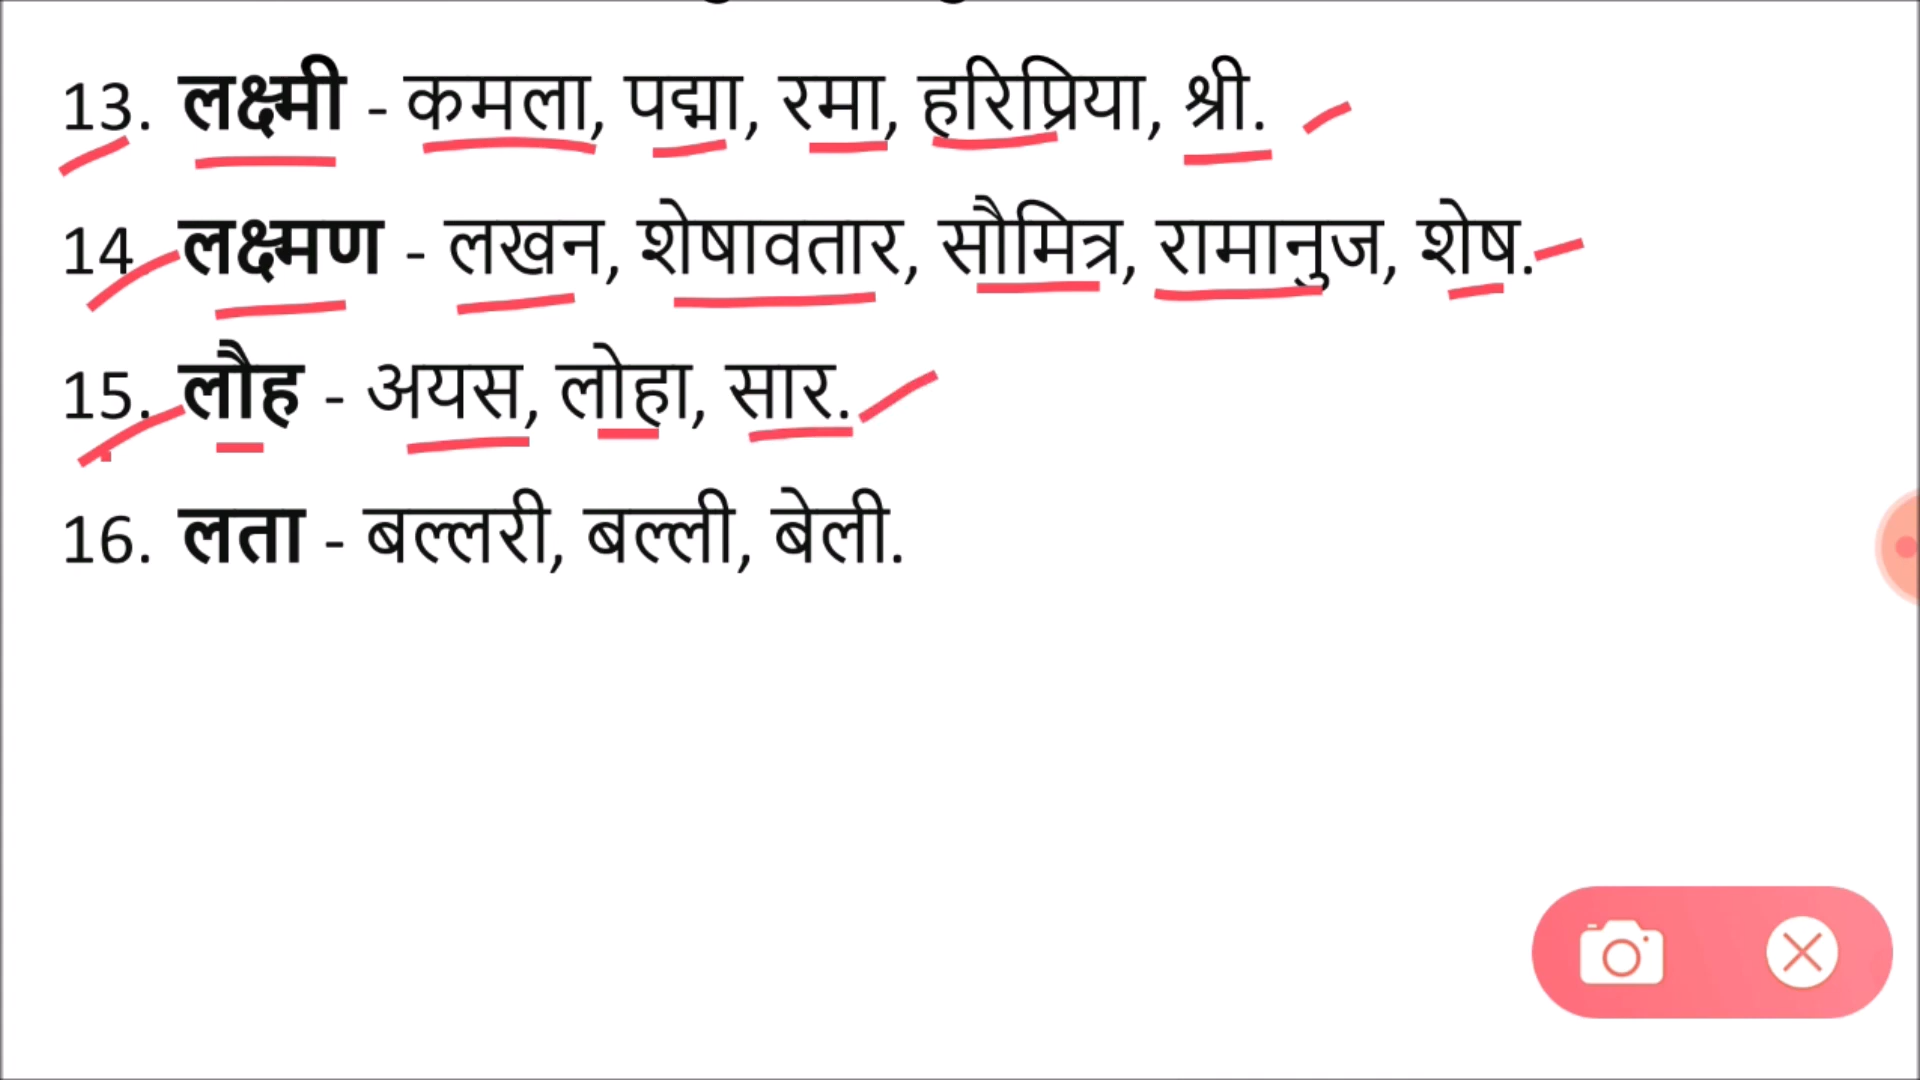 13. लक्ष्मी - कमला, पद्मा, रमा, हरिप्रिया, श्री.
14. लक्ष्मण - लखन, शेषावतार, सौमित्र, रामानुज, शेष.
15. लौह - अयस, लोहा, सार.
16. लता - बल्लरी, बल्ली, बेली.